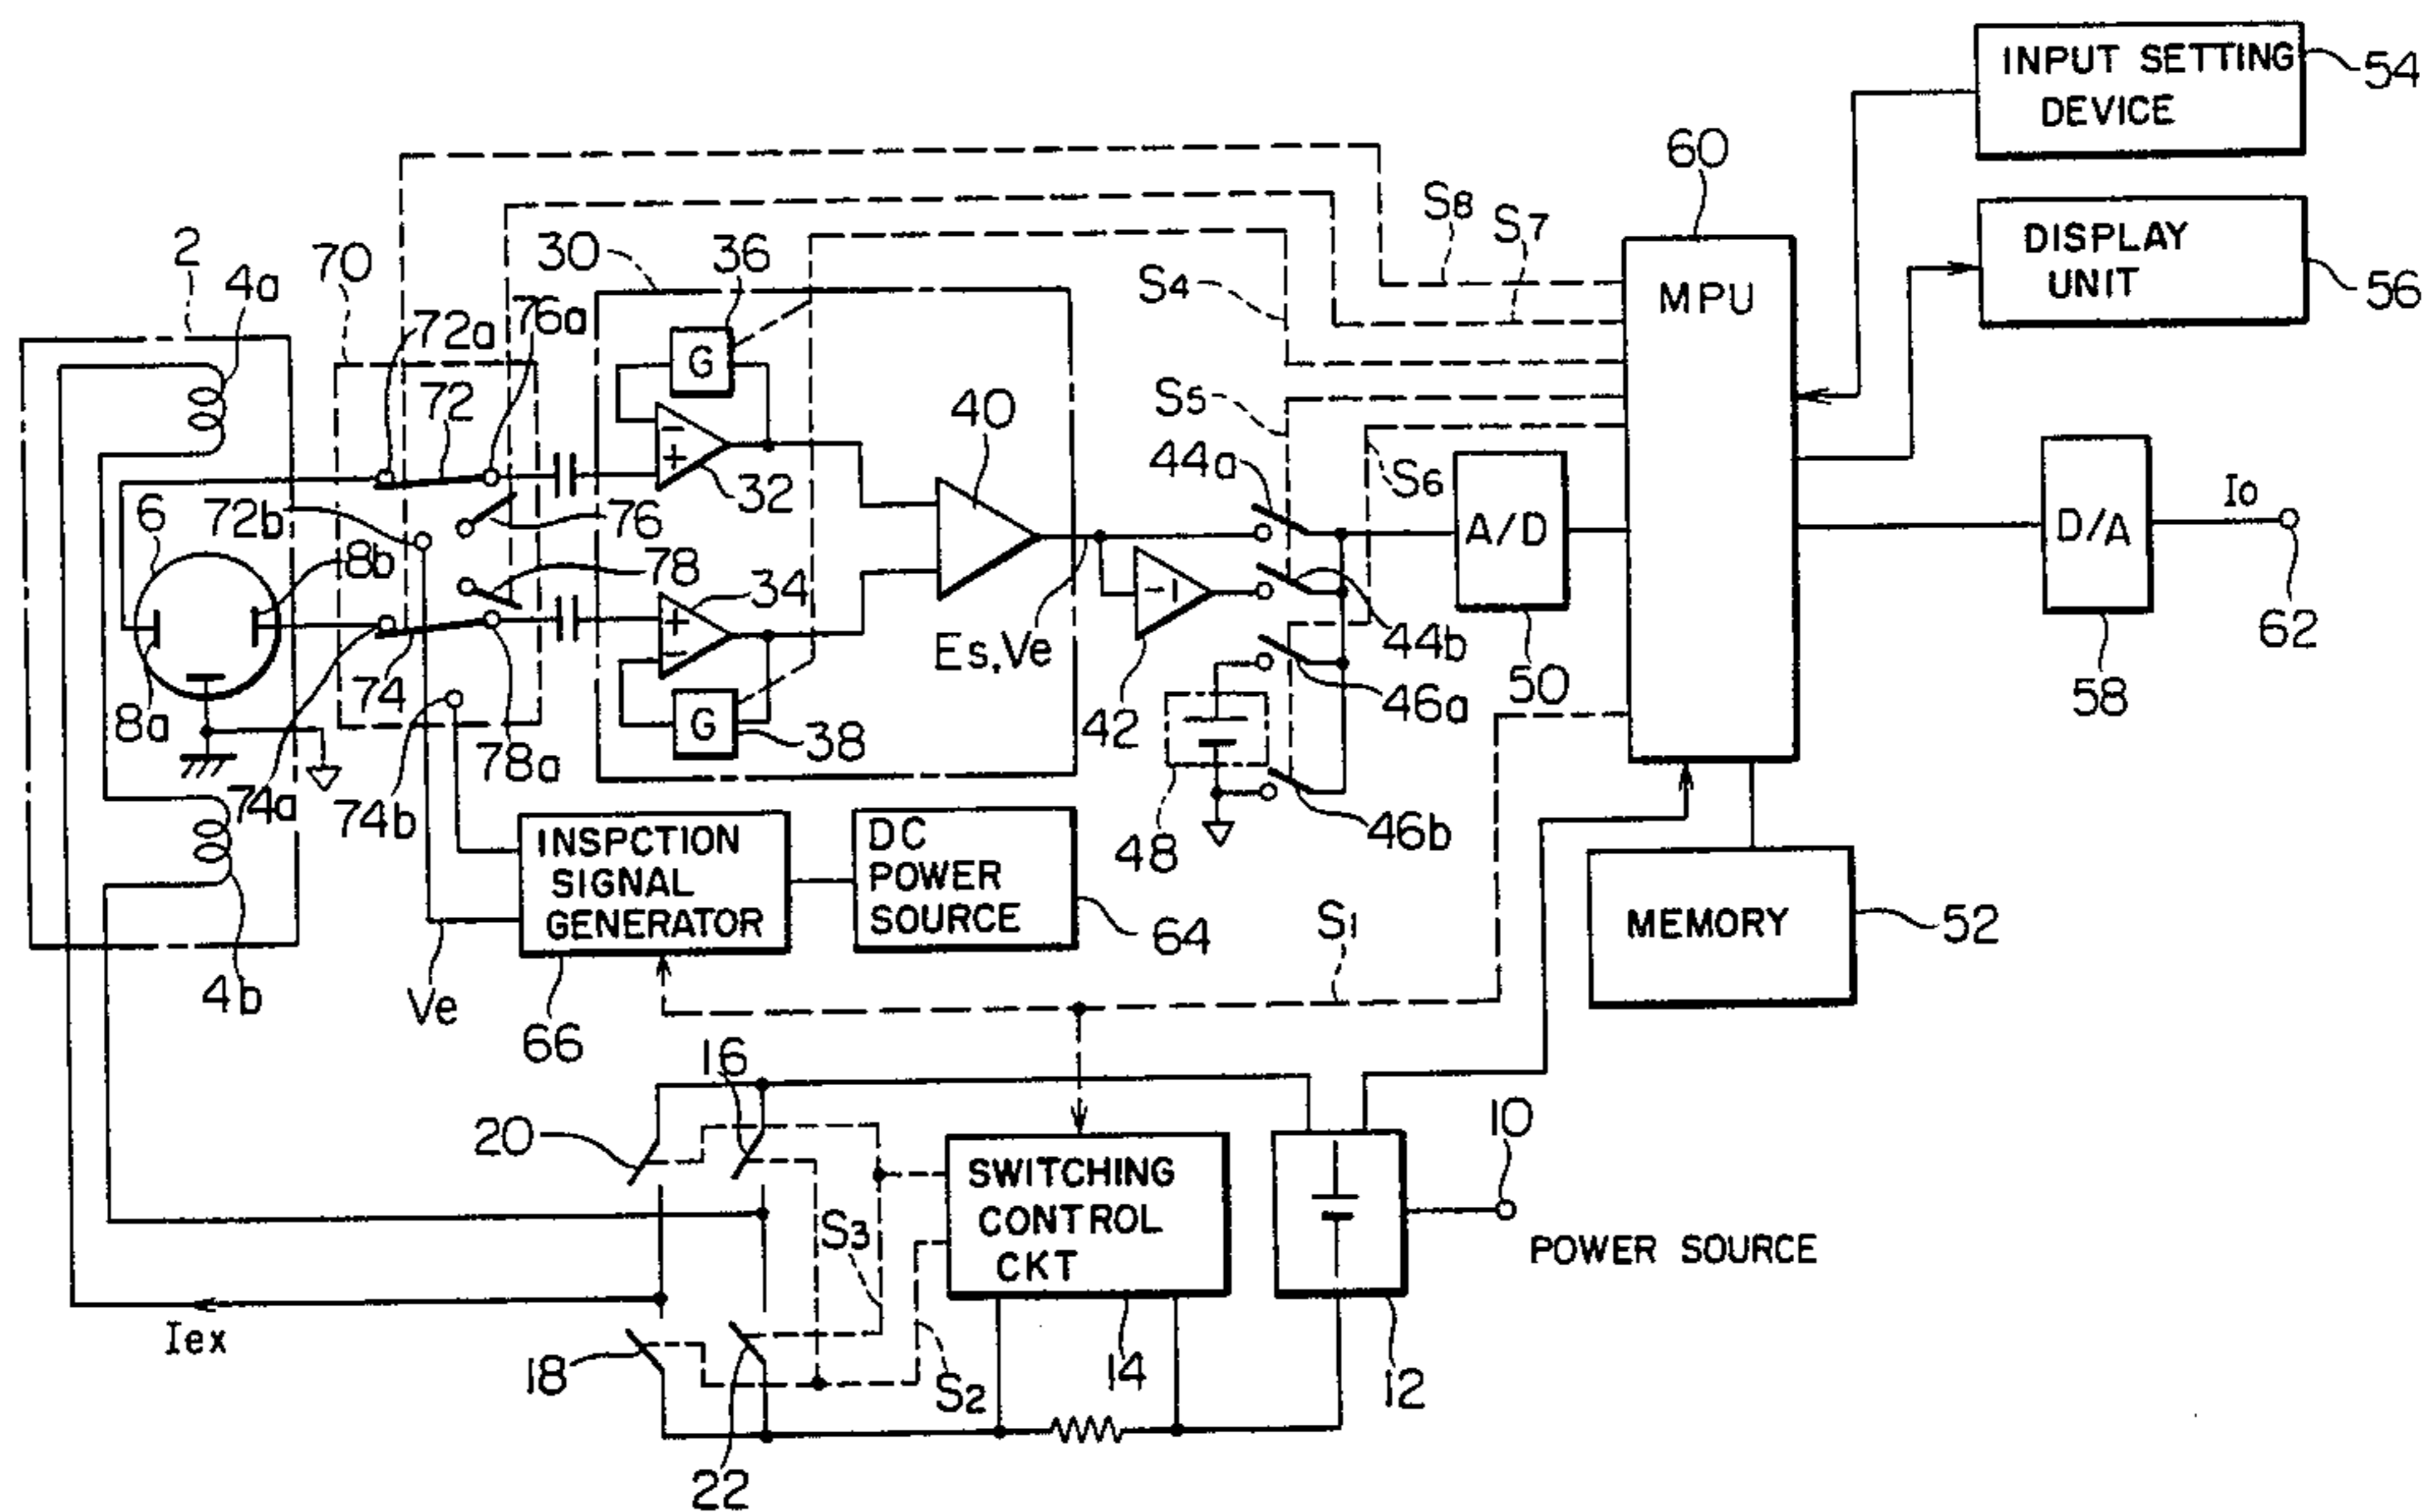 INPUT SETTING
DEVICE
54
60
S8
S7
DISPLAY
UNIT
56
2
70
4a
30
36
S4
MPU
72a
76a
G
72
S5
40
44a
S6
A/D
D/A
Io
62
6
72b
76
32
8b
78
34
Es,Ve
42
44b
50
58
8a
74
46a
G
38
78a
74a
74b
48
46b
INSPCTION
SIGNAL
GENERATOR
DC
POWER
SOURCE
64
MEMORY
52
S1
4b
Ve
66
16
20
10
SWITCHING
CONTROL
CKT
S3
POWER SOURCE
Iex
18
S2
14
12
22